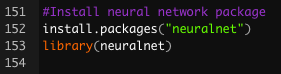 151 #Install neural network package
152 install.packages("neuralnet")
153 library(neuralnet)
154